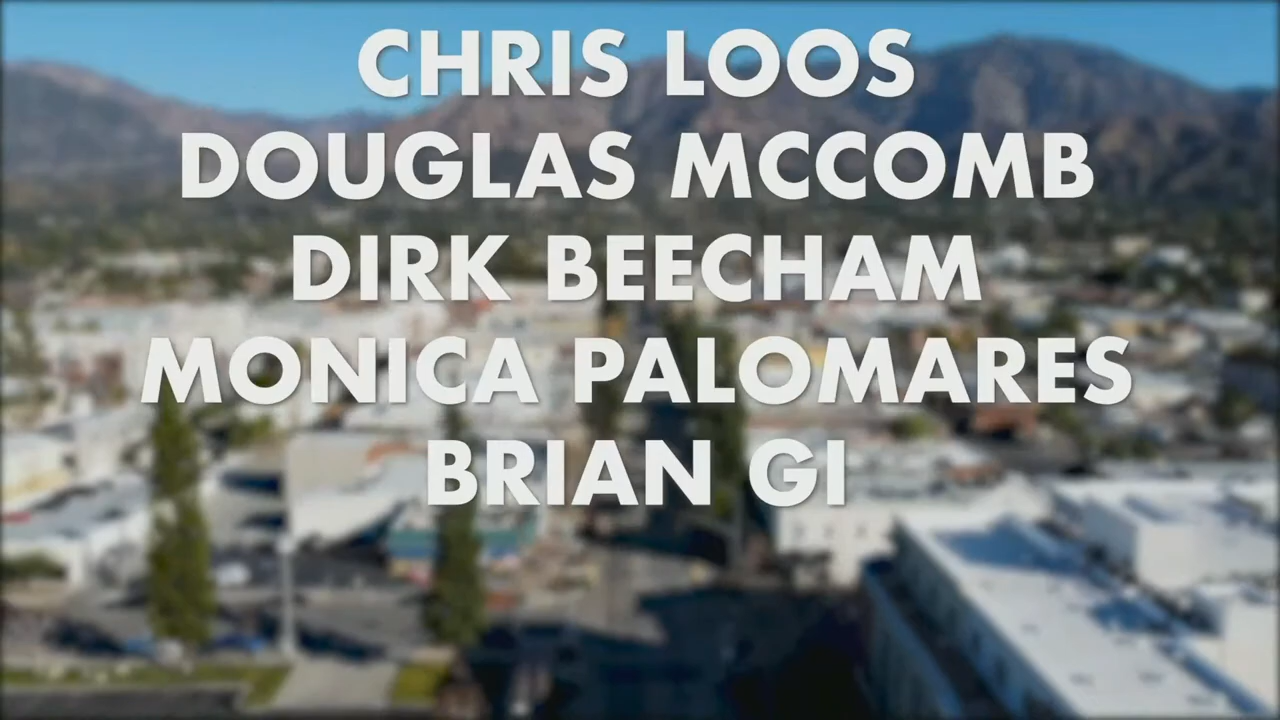 CHRIS LOOS
DOUGLAS MCCOMB
DIRK BEECHAM
MONICA PALOMARES
BRIAN GI